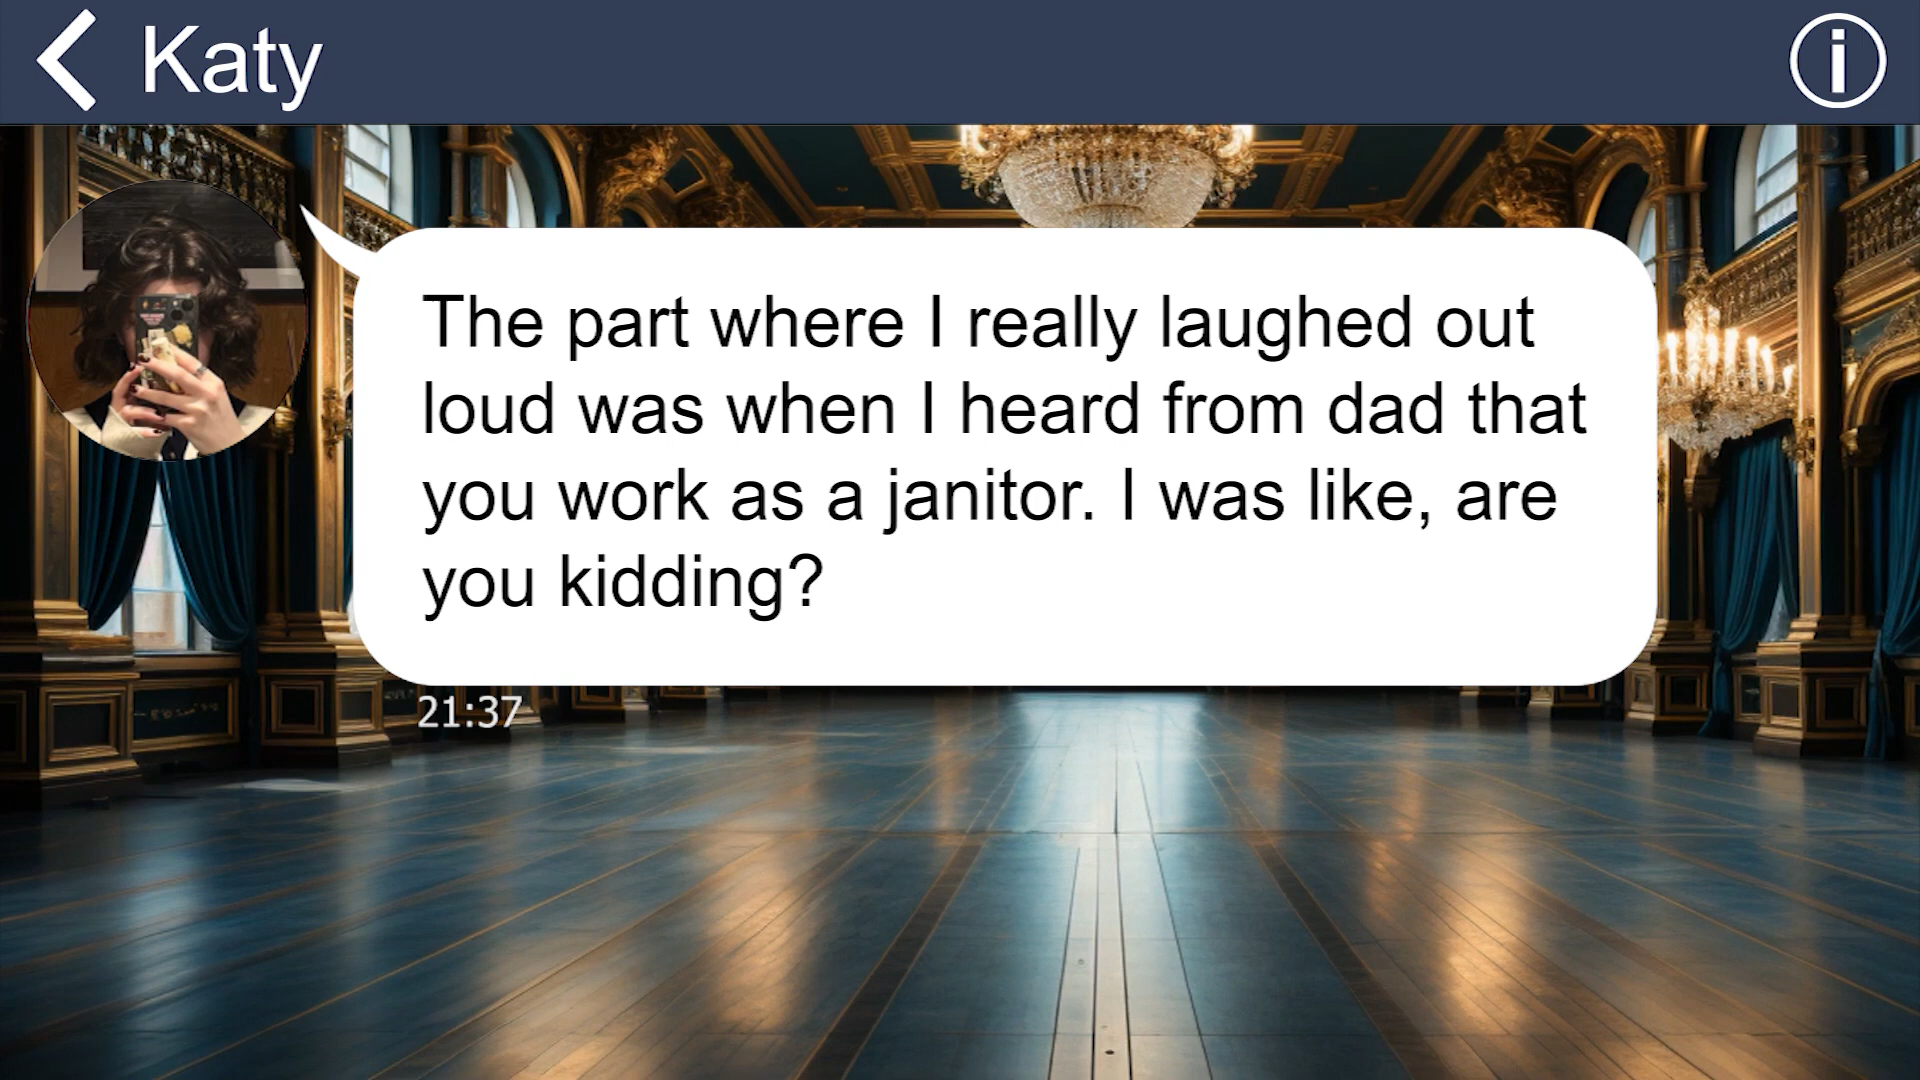 Katy
The part where I really laughed out
loud was when I heard from dad that
you work as a janitor. I was like, are
you kidding?
21:37